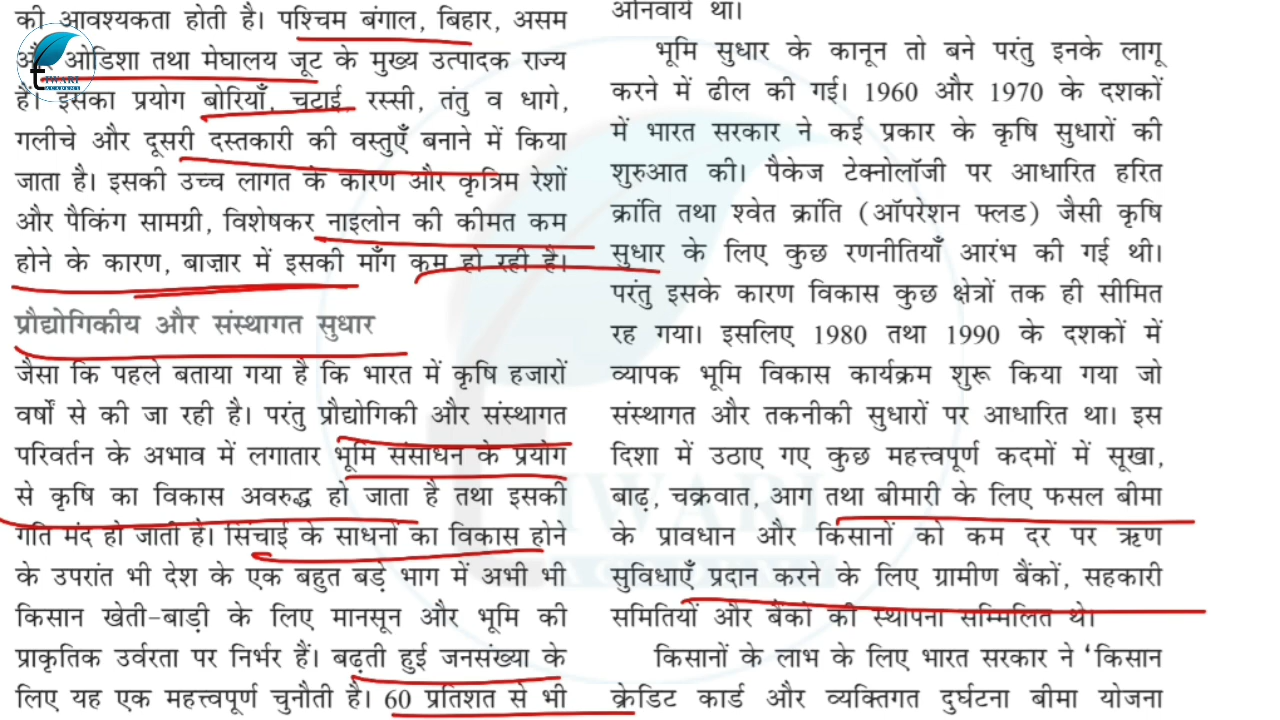 की आवश्यकता होती है। पश्चिम बंगाल, बिहार, असम
ओडिशा तथा मेघालय जूट के मुख्य उत्पादक राज्य
हैं। इसका प्रयोग बोरियाँ, चटाई, रस्सी, तंतु व धागे,
गलीचे और दूसरी दस्तकारी की वस्तुएँ बनाने में किया
जाता है। इसकी उच्च लागत के कारण और कृत्रिम रेशों
और पैकिंग सामग्री, विशेषकर नाइलोन की कीमत कम
होने के कारण, बाज़ार में इसकी माँग कम हो रही है।
प्रौद्योगिकीय और संस्थागत सुधार
जैसा कि पहले बताया गया है कि भारत में कृषि हजारों
वर्षों से की जा रही है। परंतु प्रौद्योगिकी और संस्थागत
परिवर्तन के अभाव में लगातार भूमि संसाधन के प्रयोग
से कृषि का विकास अवरुद्ध हो जाता है तथा इसकी
गति मंद हो जाती है। सिंचाई के साधनों का विकास होने
के उपरांत भी देश के एक बहुत बड़े भाग में अभी भी
किसान खेती-बाड़ी के लिए मानसून और भूमि की
प्राकृतिक उर्वरता पर निर्भर हैं। बढ़ती हुई जनसंख्या के
लिए यह एक महत्त्वपूर्ण चुनौती है। 60 प्रतिशत से भी
अनिवार्य था।
भूमि सुधार के कानून तो बने परंतु इनके लागू
करने में ढील की गई। 1960 और 1970 के दशकों
में भारत सरकार ने कई प्रकार के कृषि सुधारों की
शुरुआत की। पैकेज टेक्नोलॉजी पर आधारित हरित
क्रांति तथा श्वेत क्रांति (ऑपरेशन फ्लड) जैसी कृषि
सुधार के लिए कुछ रणनीतियाँ आरंभ की गई थी।
परंतु इसके कारण विकास कुछ क्षेत्रों तक ही सीमित
रह गया। इसलिए 1980 तथा 1990 के दशकों में
व्यापक भूमि विकास कार्यक्रम शुरू किया गया जो
संस्थागत और तकनीकी सुधारों पर आधारित था। इस
दिशा में उठाए गए कुछ महत्त्वपूर्ण कदमों में सूखा,
बाढ़, चक्रवात, आग तथा बीमारी के लिए फसल बीमा
के प्रावधान और किसानों को कम दर पर ऋण
सुविधाएँ प्रदान करने के लिए ग्रामीण बैंकों, सहकारी
समितियों और बैंकों की स्थापना सम्मिलित थे।
किसानों के लाभ के लिए भारत सरकार ने ‘किसान
क्रेडिट कार्ड और व्यक्तिगत दुर्घटना बीमा योजना
TIWARI
ACADEMY